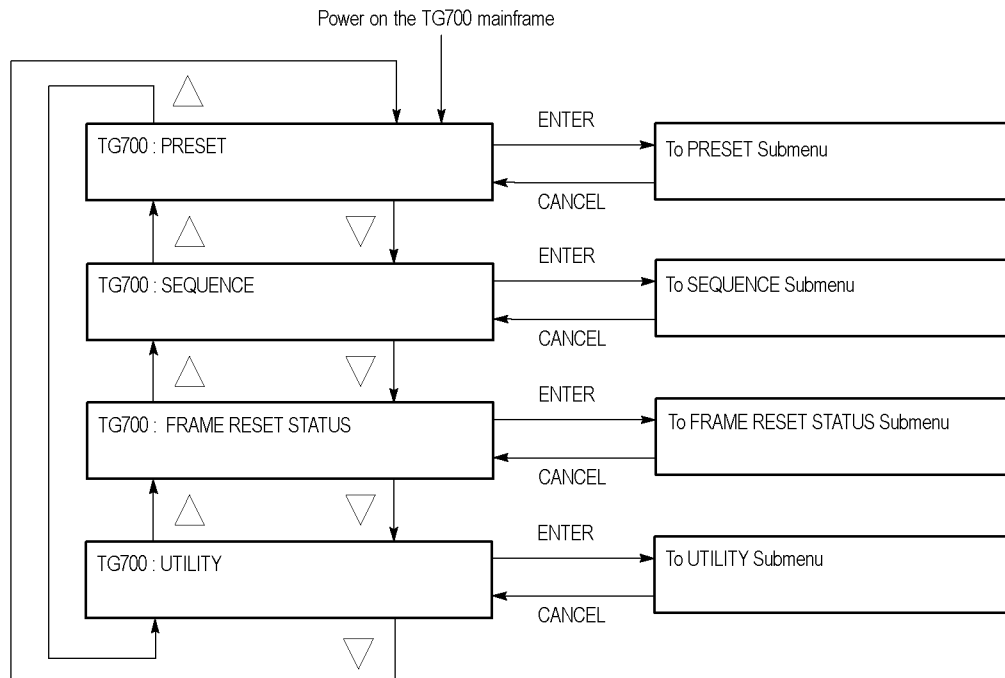 Power on the TG700 mainframe
TG700 : PRESET
ENTER
To PRESET Submenu
CANCEL
TG700 : SEQUENCE
ENTER
To SEQUENCE Submenu
CANCEL
TG700 : FRAME RESET STATUS
ENTER
To FRAME RESET STATUS Submenu
CANCEL
TG700 : UTILITY
ENTER
To UTILITY Submenu
CANCEL